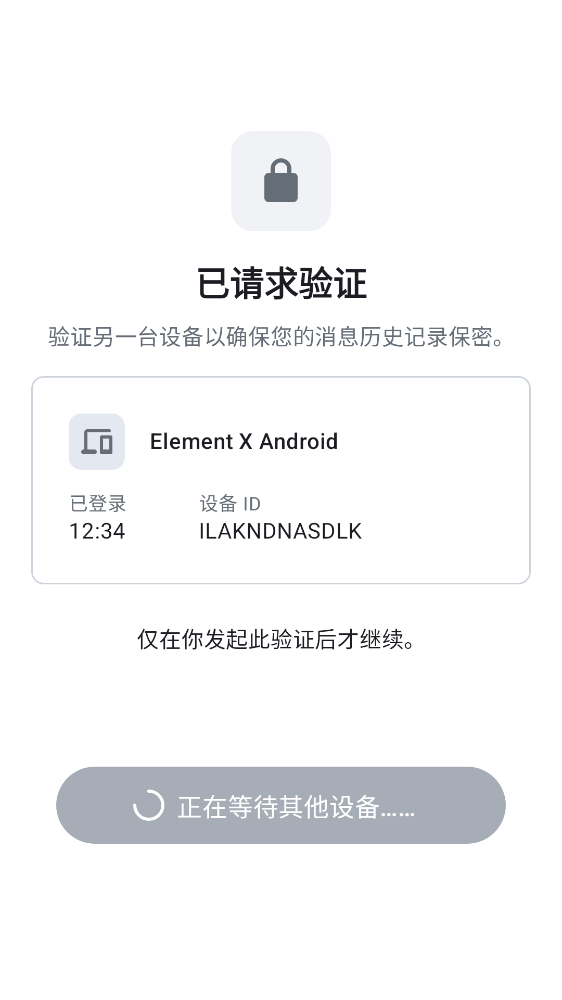 已请求验证
验证另一台设备以确保您的消息历史记录保密。
Element X Android
已登录
设备 ID
12:34
ILAKNDNASDLK
仅在你发起此验证后才继续。
正在等待其他设备……